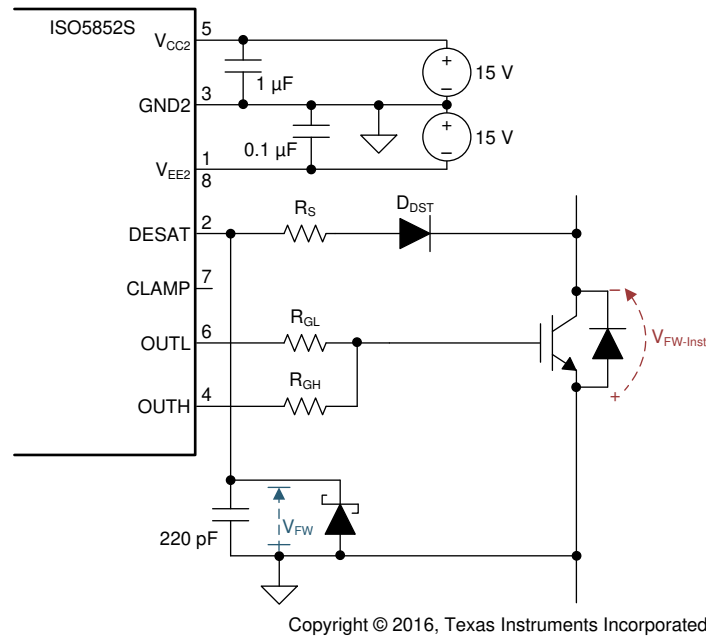 ISO5852S
VCC2
5
+
15 V
−
1 µF
GND2
3
+
15 V
−
0.1 µF
VEE2
1
8
RS
DDST
DESAT
2
CLAMP
7
−
VFW-Inst
+
OUTL
6
RGL
OUTH
4
RGH
220 pF
VFW
Copyright © 2016, Texas Instruments Incorporated